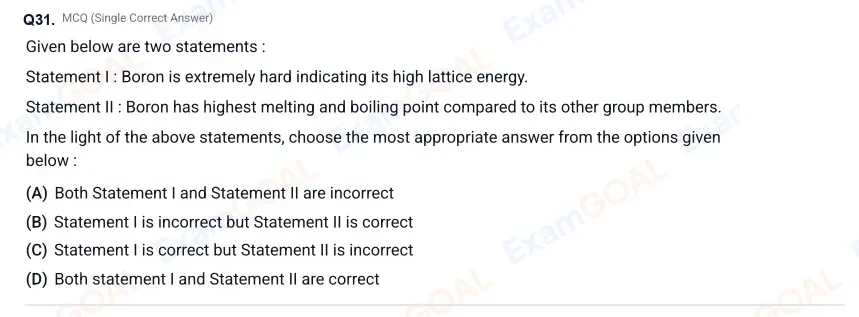 Q31. MCQ (Single Correct Answer)
Given below are two statements :
Statement I : Boron is extremely hard indicating its high lattice energy.
Statement II : Boron has highest melting and boiling point compared to its other group members.
In the light of the above statements, choose the most appropriate answer from the options given
below :
(A) Both Statement I and Statement II are incorrect
(B) Statement I is incorrect but Statement II is correct
(C) Statement I is correct but Statement II is incorrect
(D) Both statement I and Statement II are correct
ExamGOAL